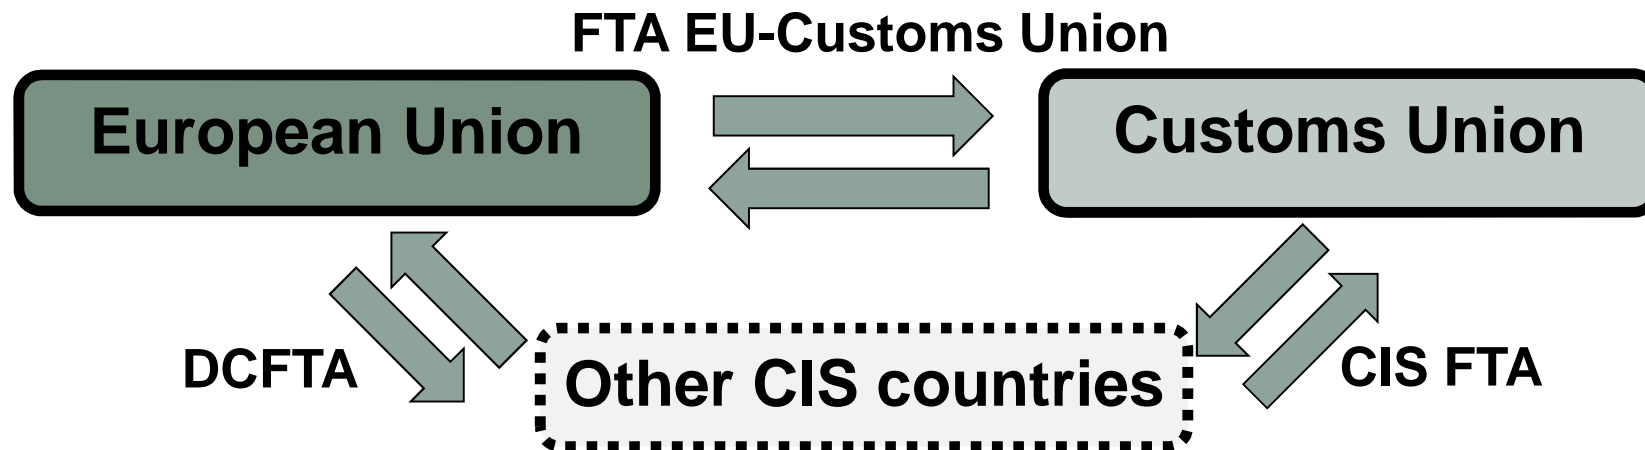 FTA EU-Customs Union
European Union
Customs Union
DCFTA
Other CIS countries
CIS FTA